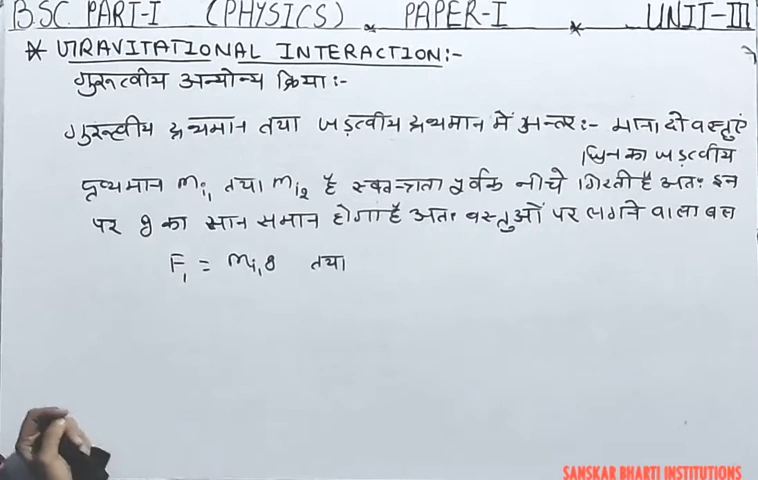 BSC PART-I (PHYSICS) PAPER-I * UNIT-III
* GRAVITATIONAL INTERACTION:-
गुरुत्वीय अन्योन्य क्रिया:-
गुरुत्वीय द्रव्यमान तथा जड़त्वीय द्रव्यमान में अन्तर:- माना दो वस्तुएं
जिन का जड़त्वीय
द्रव्यमान mi₁ तथा mi₂ है स्वतन्त्रता पूर्वक नीचे गिरती है अतः इन
पर g का मान समान होगा है अतः वस्तुओं पर लगने वाला बल
F₁ = mi₁g तथा
SANSKAR BHARTI INSTITUTIONS